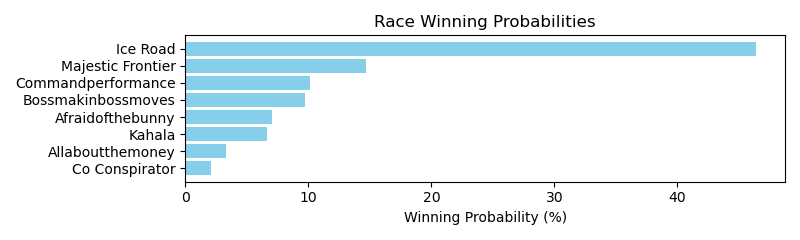 Race Winning Probabilities
Ice Road
Majestic Frontier
Commandperformance
Bossmakinbossmoves
Afraidofthebunny
Kahala
Allaboutthemoney
Co Conspirator
0 10 20 30 40
Winning Probability (%)